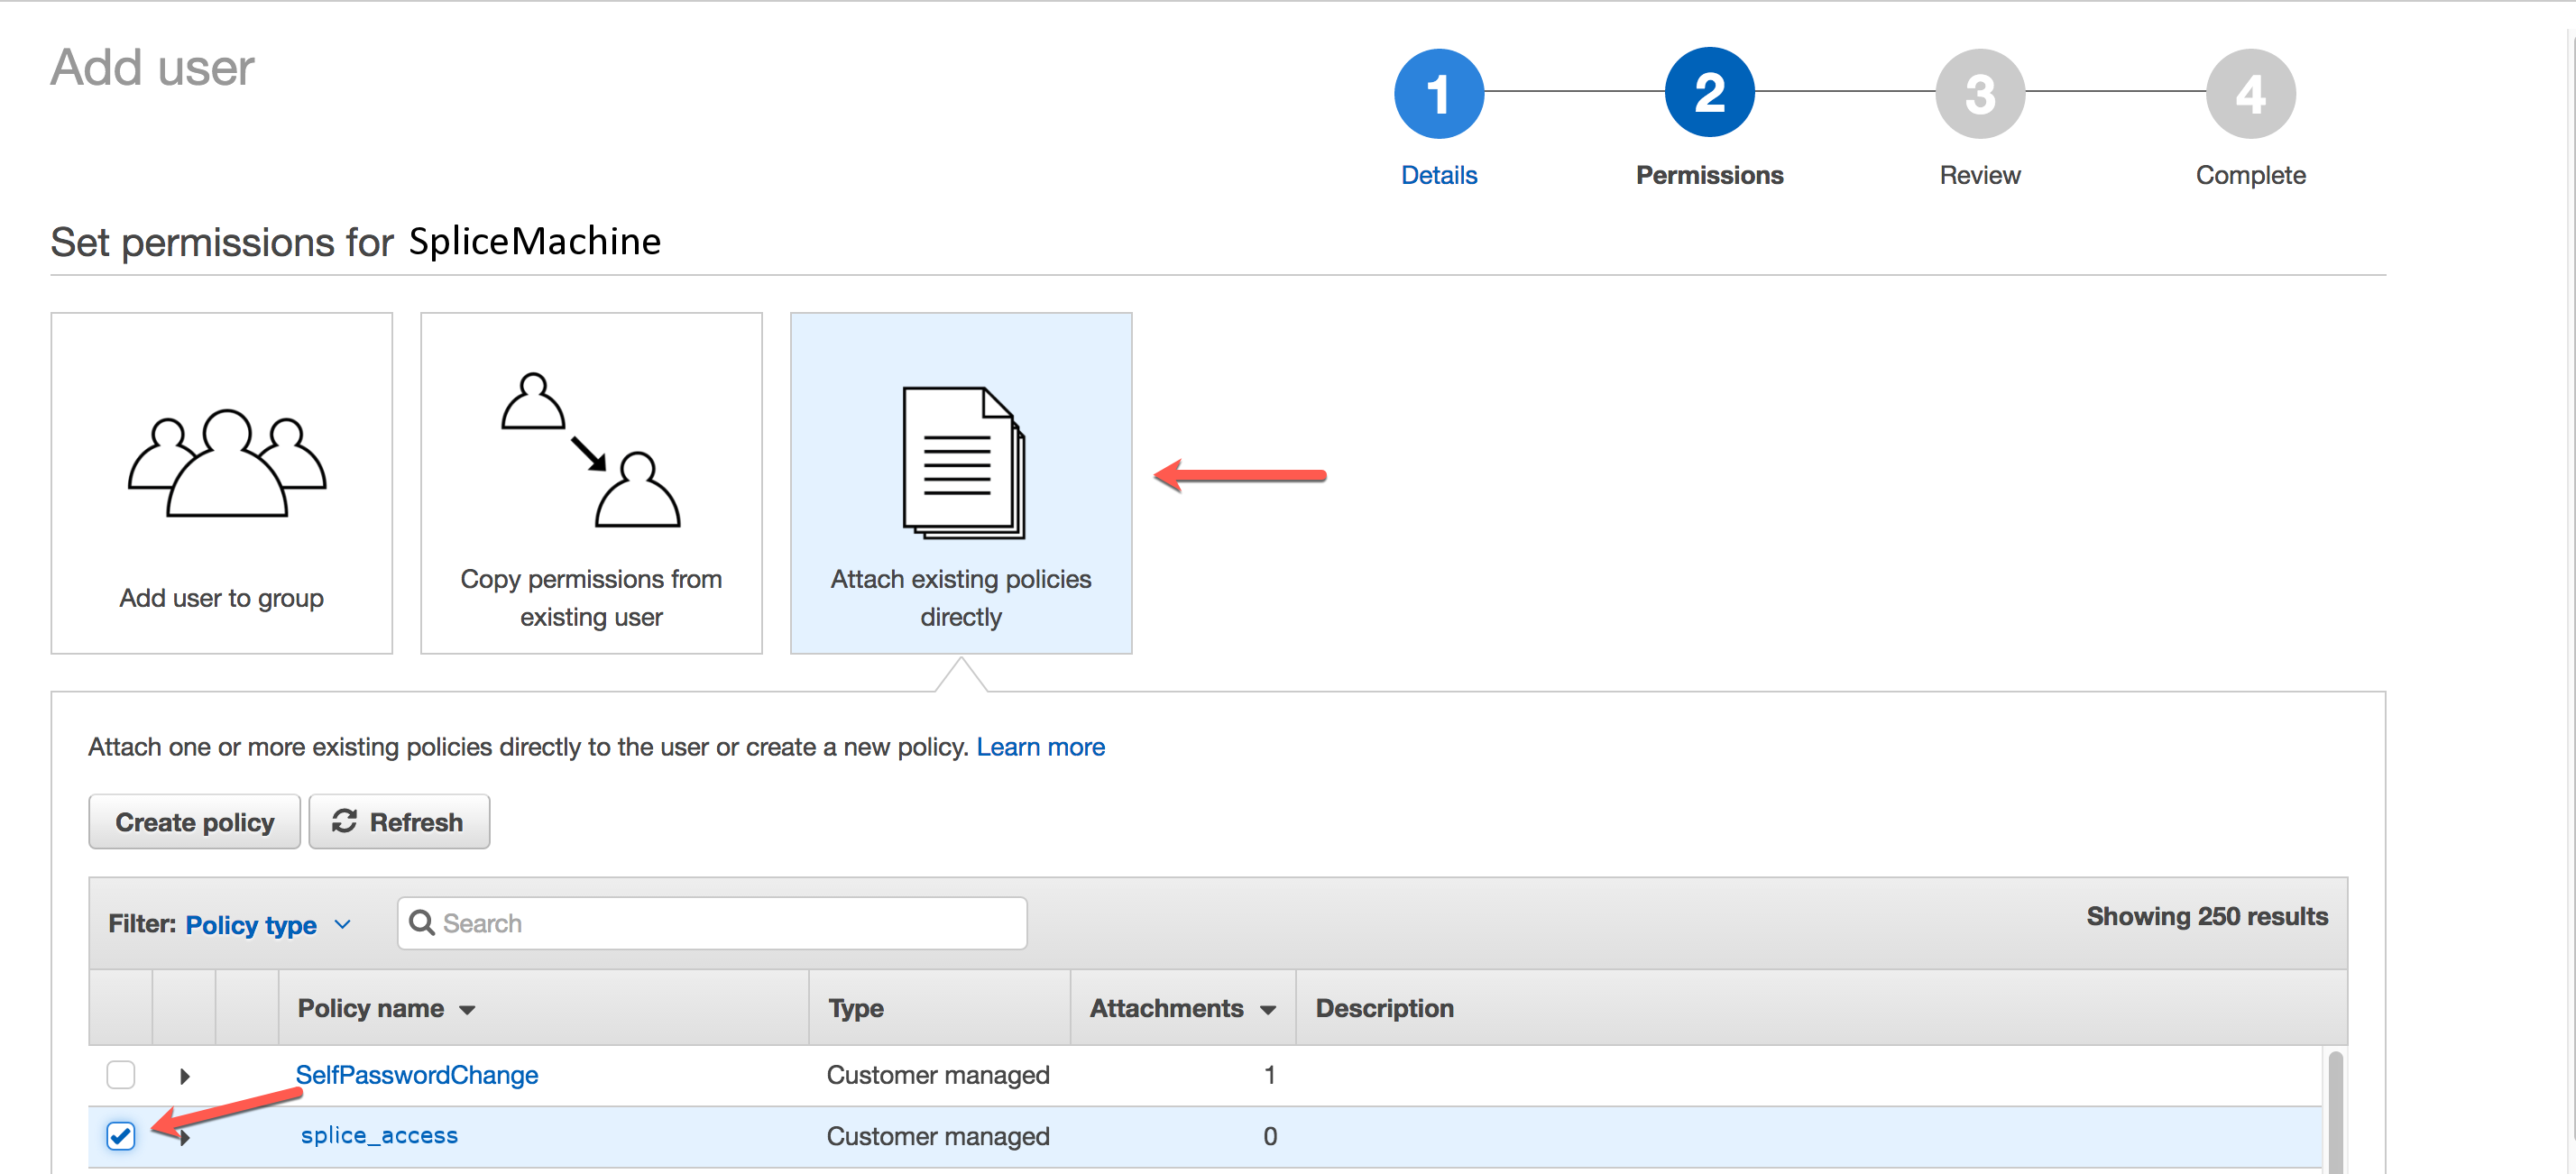 Add user
1
2
3
4
Details
Permissions
Review
Complete
Set permissions for SpliceMachine
Add user to group
Copy permissions from
existing user
Attach existing policies
directly
Attach one or more existing policies directly to the user or create a new policy. Learn more
Create policy
Refresh
Filter: Policy type
Search
Showing 250 results
Policy name
Type
Attachments
Description
SelfPasswordChange
Customer managed
1
splice_access
Customer managed
0